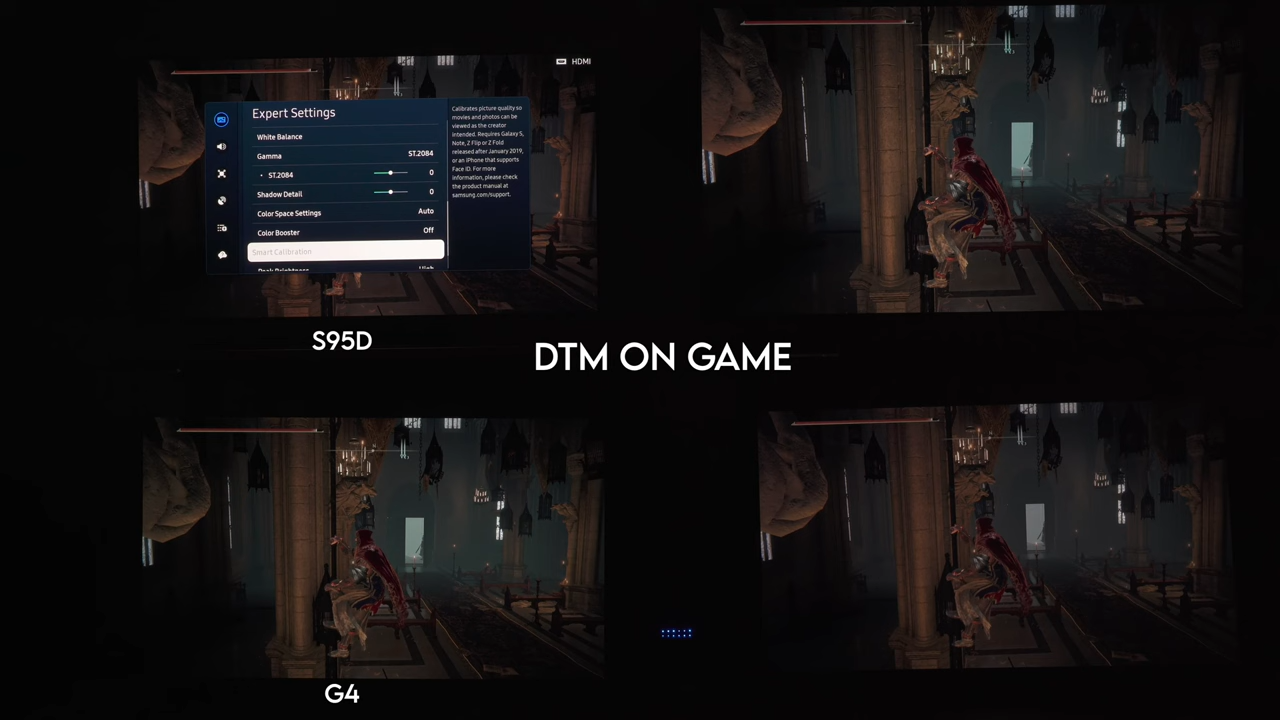 HDMI
Expert Settings
White Balance
Gamma ST.2084
• ST.2084 0
Shadow Detail 0
Color Space Settings Auto
Color Booster Off
Smart Calibration
Peak Brightness High
Calibrates picture quality so
movies and photos can be
viewed as the creator
intended. Requires Galaxy S,
Note, Z Flip or Z Fold
released after January 2019,
or an iPhone that supports
Face ID. For more
information, please check
the product manual at
samsung.com/support.
S95D
DTM ON GAME
G4